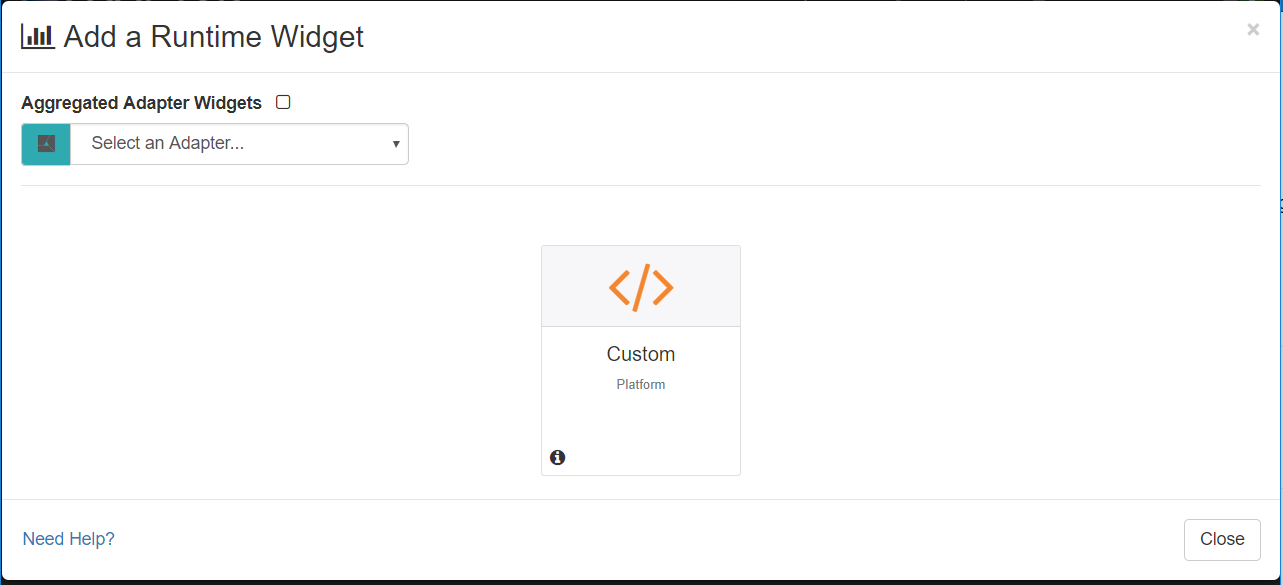 Add a Runtime Widget
×
Aggregated Adapter Widgets
Select an Adapter...
Custom
Platform
Need Help?
Close